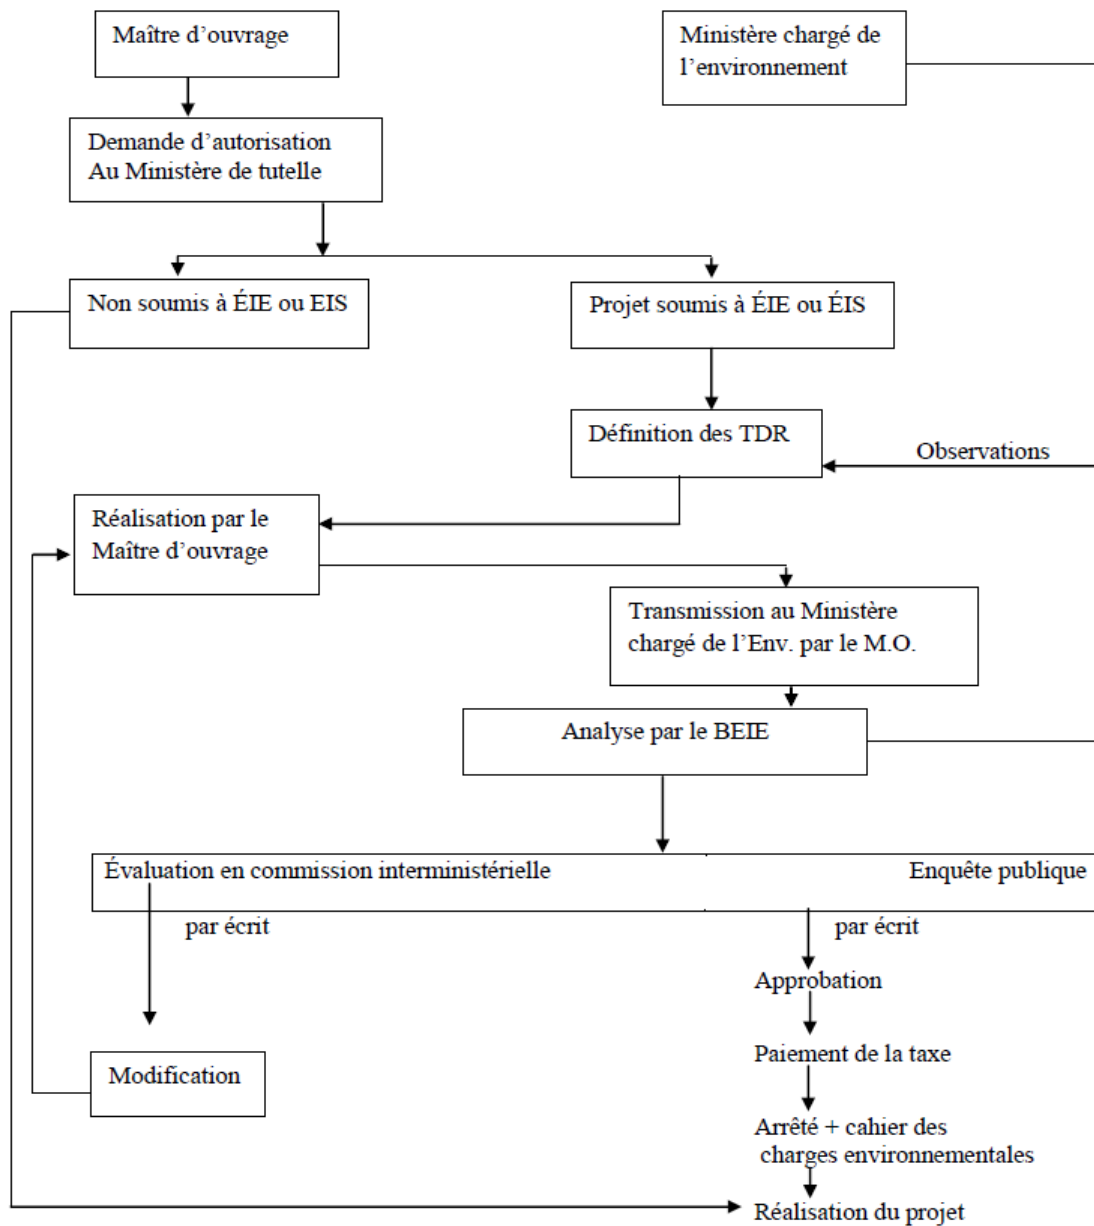 Maître d’ouvrage
Ministère chargé de
l’environnement
Demande d’autorisation
Au Ministère de tutelle
Non soumis à ÉIE ou EIS
Projet soumis à ÉIE ou ÉIS
Définition des TDR
Observations
Réalisation par le
Maître d’ouvrage
Transmission au Ministère
chargé de l’Env. par le M.O.
Analyse par le BEIE
Évaluation en commission interministérielle
Enquête publique
par écrit
par écrit
Approbation
Paiement de la taxe
Modification
Arrêté + cahier des
charges environnementales
Réalisation du projet